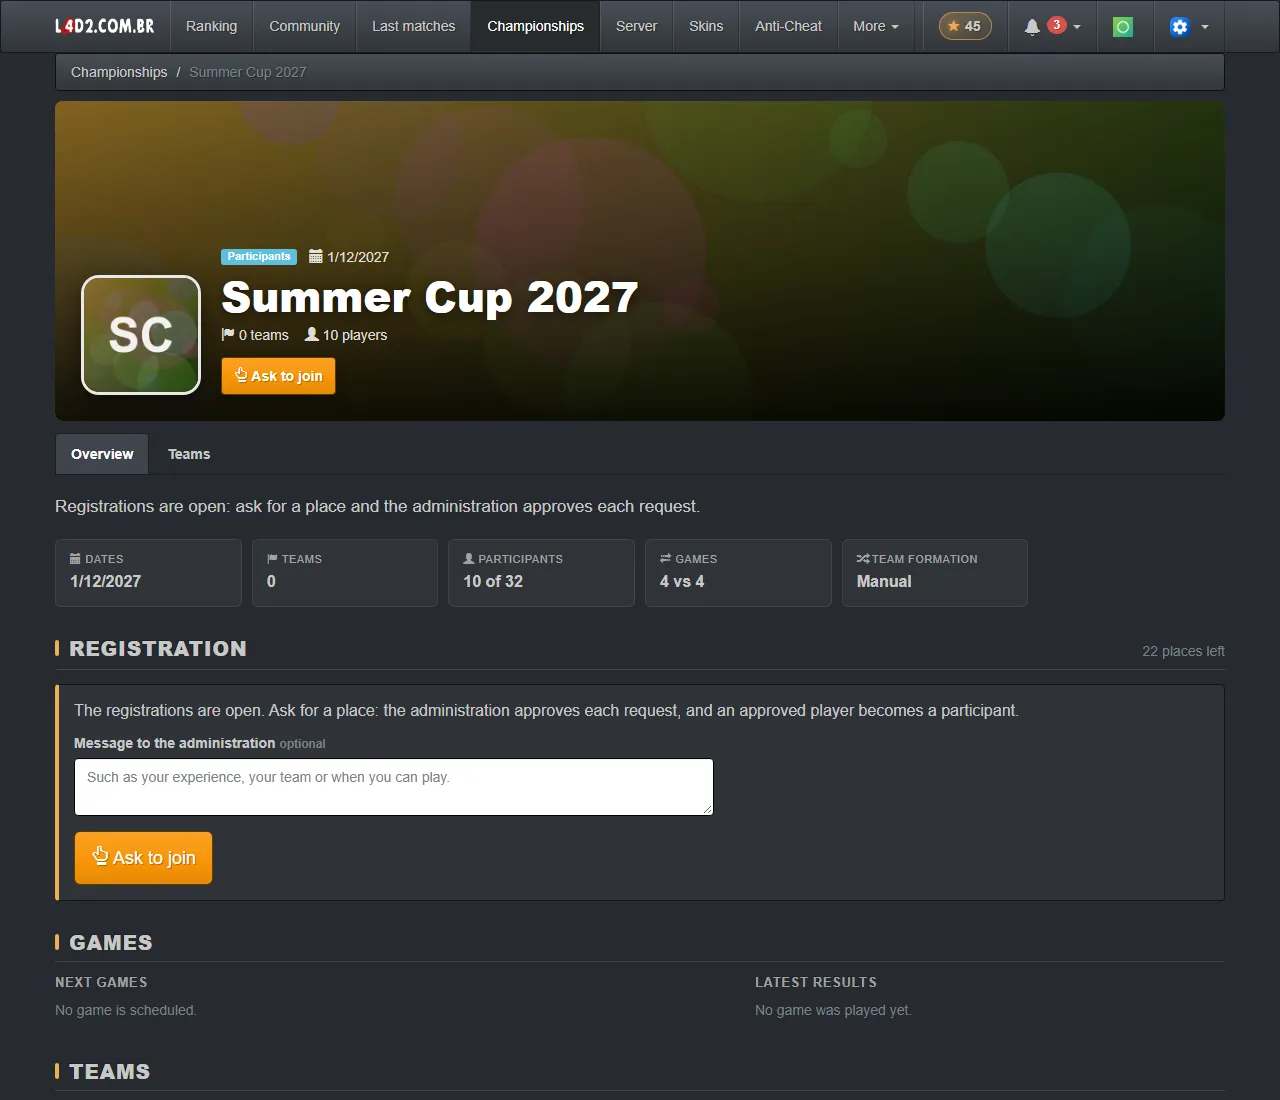 L4D2.COM.BR Ranking Community Last matches Championships Server Skins Anti-Cheat More 45 3
Championships / Summer Cup 2027
Participants 1/12/2027
SC
Summer Cup 2027
0 teams 10 players
Ask to join
Overview Teams
Registrations are open: ask for a place and the administration approves each request.
DATES TEAMS PARTICIPANTS GAMES TEAM FORMATION
1/12/2027 0 10 of 32 4 vs 4 Manual
REGISTRATION 22 places left
The registrations are open. Ask for a place: the administration approves each request, and an approved player becomes a participant.
Message to the administration optional
Such as your experience, your team or when you can play.
Ask to join
GAMES
NEXT GAMES LATEST RESULTS
No game is scheduled. No game was played yet.
TEAMS